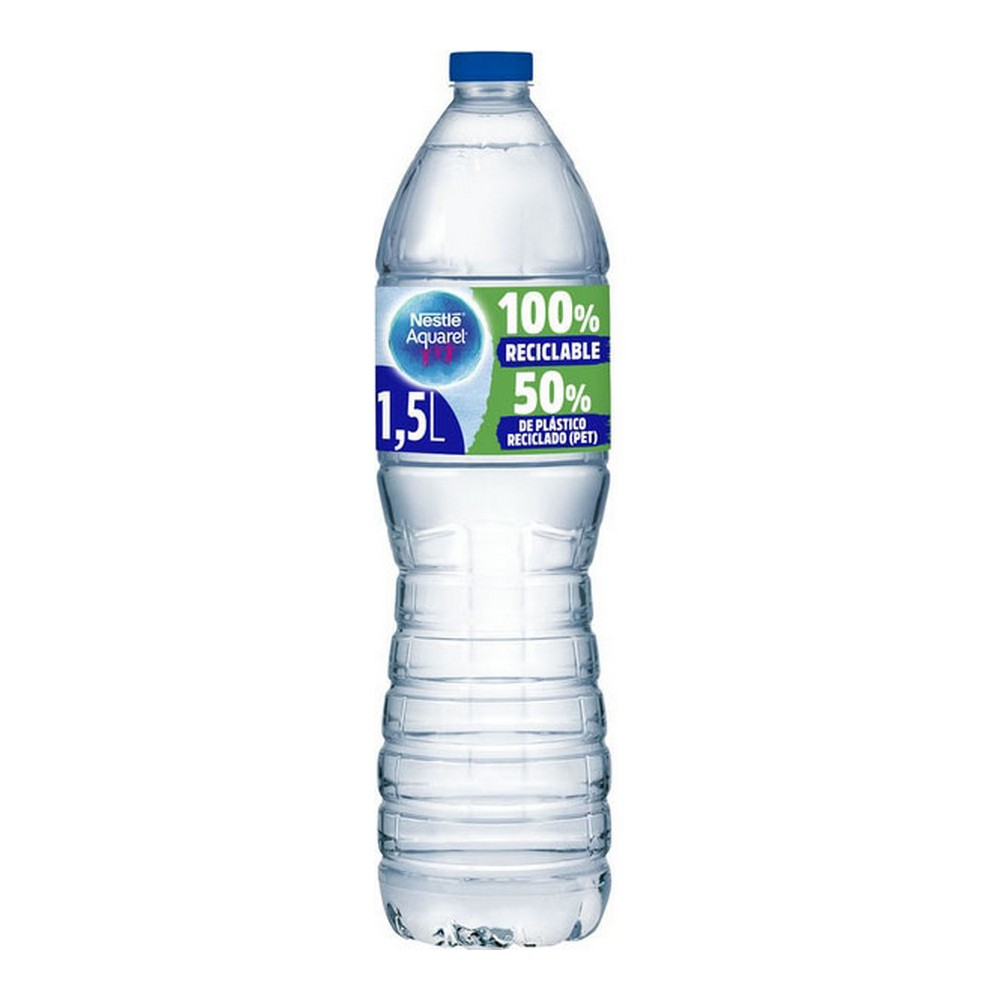 Nestlé
Aquarel
1,5L
100%
RECICLABLE
50%
DE PLÁSTICO
RECICLADO (PET)